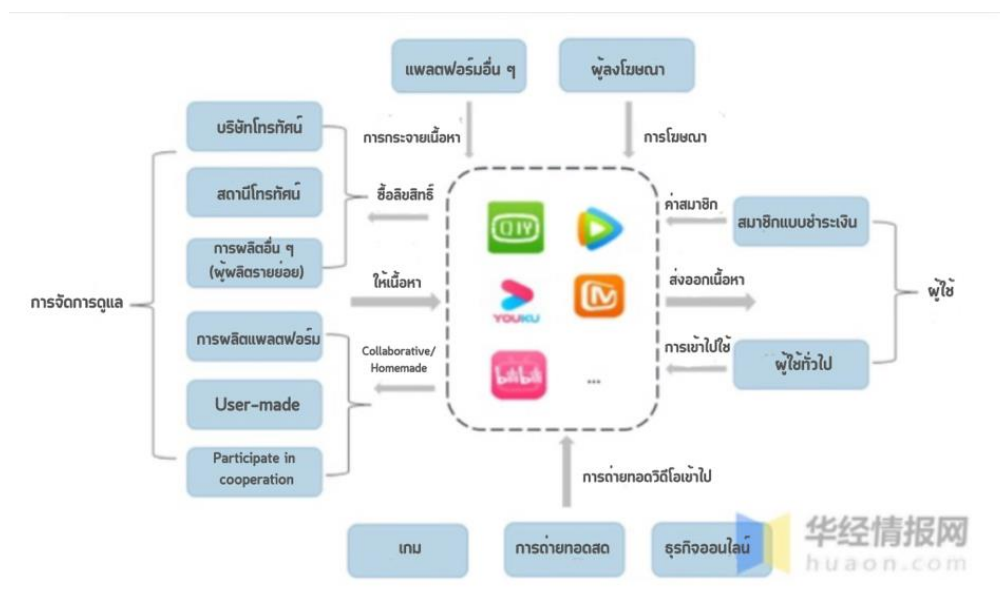 แพลตฟอร์มอื่น ๆ
ผู้ลงโฆษณา
บริษัทโทรทัศน์
การกระจายเนื้อหา
การโฆษณา
สถานีโทรทัศน์
ซื้อลิขสิทธิ์
ค่าสมาชิก
สมาชิกแบบชำระเงิน
QIY
การผลิตอื่น ๆ
(ผู้ผลิตรายย่อย)
ให้เนื้อหา
ส่งออกเนื้อหา
การจัดการดูแล
ผู้ใช้
YOUKU
การผลิตแพลตฟอร์ม
Collaborative/
Homemade
การเข้าไปใช้
ผู้ใช้ทั่วไป
bilibili
...
User-made
Participate in
cooperation
การถ่ายทอดวิดีโอเข้าไป
เกม
การถ่ายทอดสด
ธุรกิจออนไลน์
华经情报网
huaon.com